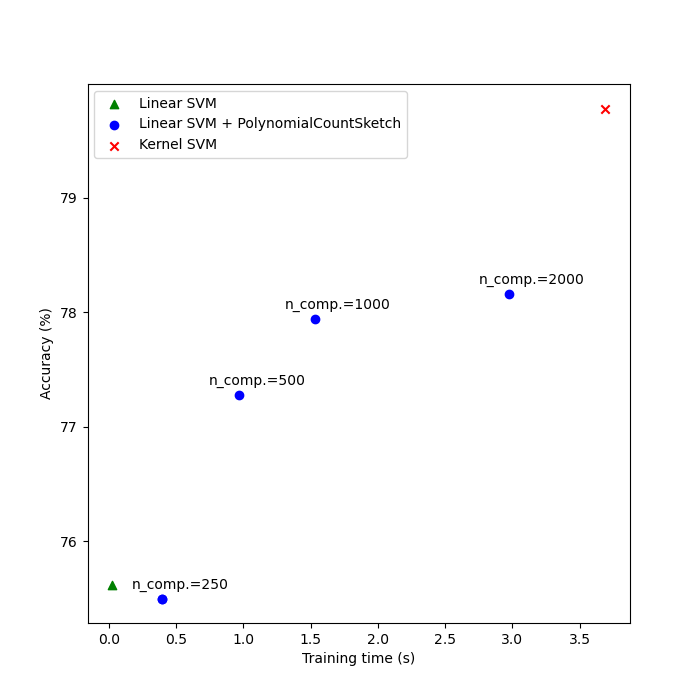 Linear SVM
Linear SVM + PolynomialCountSketch
Kernel SVM
79
n_comp.=2000
n_comp.=1000
78
Accuracy (%)
n_comp.=500
77
76
n_comp.=250
0.0 0.5 1.0 1.5 2.0 2.5 3.0 3.5
Training time (s)